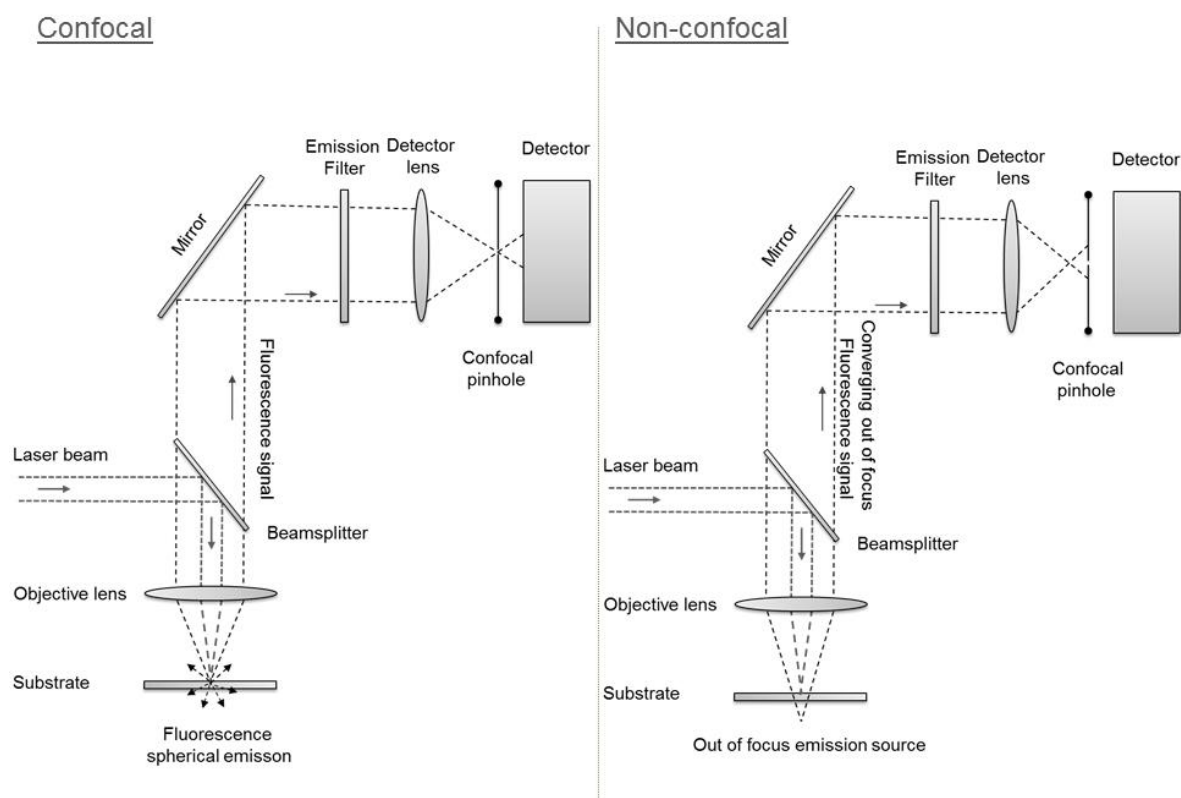 Confocal
Emission
Filter
Detector
lens
Detector
Mirror
Confocal
pinhole
Fluorescence signal
Laser beam
Beamsplitter
Objective lens
Substrate
Fluorescence
spherical emisson
Non-confocal
Emission
Filter
Detector
lens
Detector
Mirror
Confocal
pinhole
Converging out of focus
Fluorescence signal
Laser beam
Beamsplitter
Objective lens
Substrate
Out of focus emission source